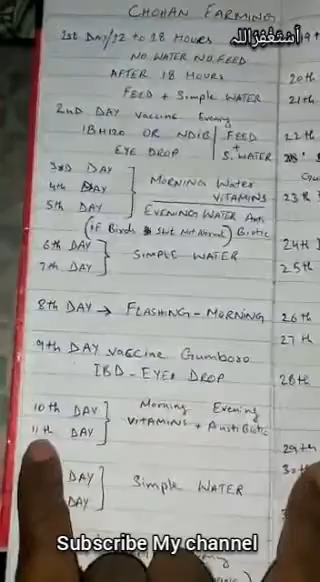 CHOHAN FARMING
أَسْتَغْفِرُاللّٰه
1st DAY/12 to 18 HOURS
NO WATER NO FEED
AFTER 18 HOURS
FEED + Simple WATER
2nd DAY Vaccine Evening
IBH120 OR NDIB | FEED
EYE DROP + S. WATER
3rd DAY
4th DAY
5th DAY
MORNING Water
VITAMINS
EVENING WATER Anti
Biotic
(IF Birds Shit Not Normal)
6th DAY
7th DAY
SIMPLE WATER
8th DAY → FLASHING - MORNING
9th DAY Vaccine Gumboro
IBD - EYE DROP
10th DAY
11th DAY
Morning Evening
VITAMINS + AustiBiotic
DAY
DAY
Simple WATER
20th
21th
22th
23th
24th
25th
26th
27th
28th
29th
Subscribe My channel